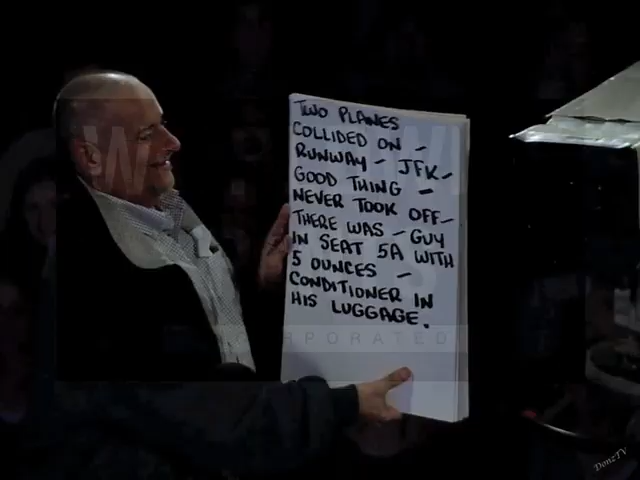 TWO PLANES
COLLIDED ON -
RUNWAY - JFK -
GOOD THING -
NEVER TOOK OFF -
THERE WAS - GUY
IN SEAT 5A WITH
5 OUNCES -
CONDITIONER IN
HIS LUGGAGE.
RPORATED
DonzTV